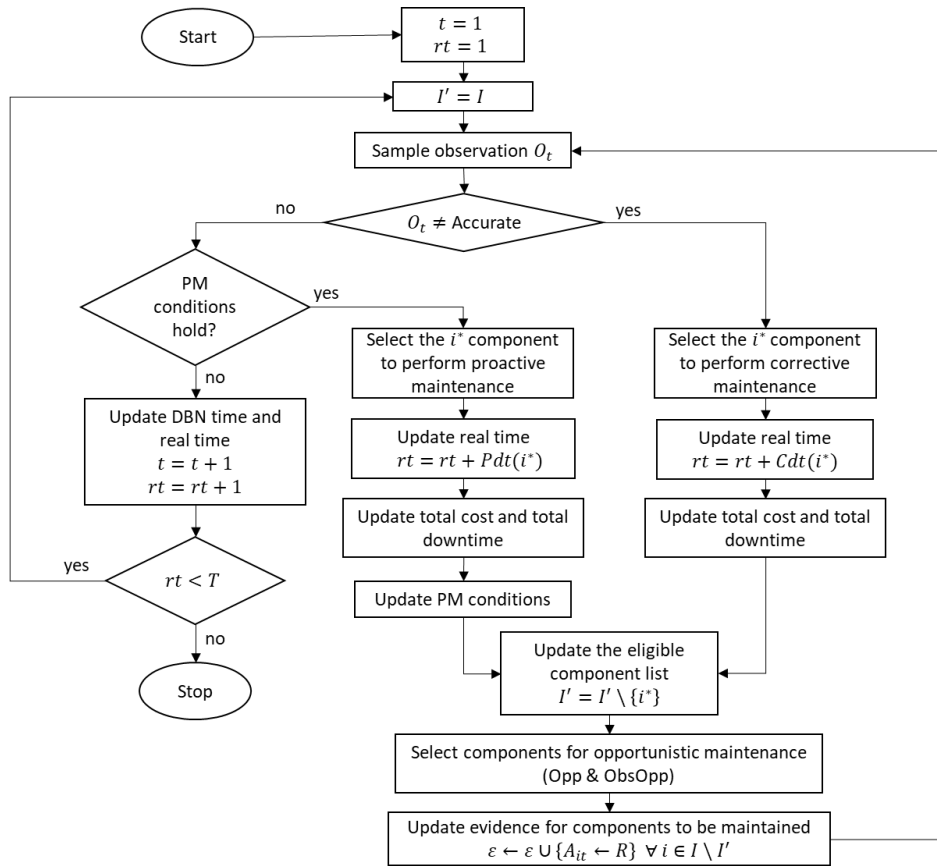 Start
t = 1
rt = 1
I′ = I
Sample observation O_t
no
O_t ≠ Accurate
yes
PM
conditions
hold?
yes
no
Select the i* component
to perform proactive
maintenance
Select the i* component
to perform corrective
maintenance
Update DBN time and
real time
t = t + 1
rt = rt + 1
Update real time
rt = rt + Pdt(i*)
Update real time
rt = rt + Cdt(i*)
Update total cost and total
downtime
Update total cost and total
downtime
yes
rt < T
no
Update PM conditions
Stop
Update the eligible
component list
I′ = I′ \ {i*}
Select components for opportunistic maintenance
(Opp & ObsOpp)
Update evidence for components to be maintained
ε ← ε ∪ {A_it ← R} ∀ i ∈ I \ I′